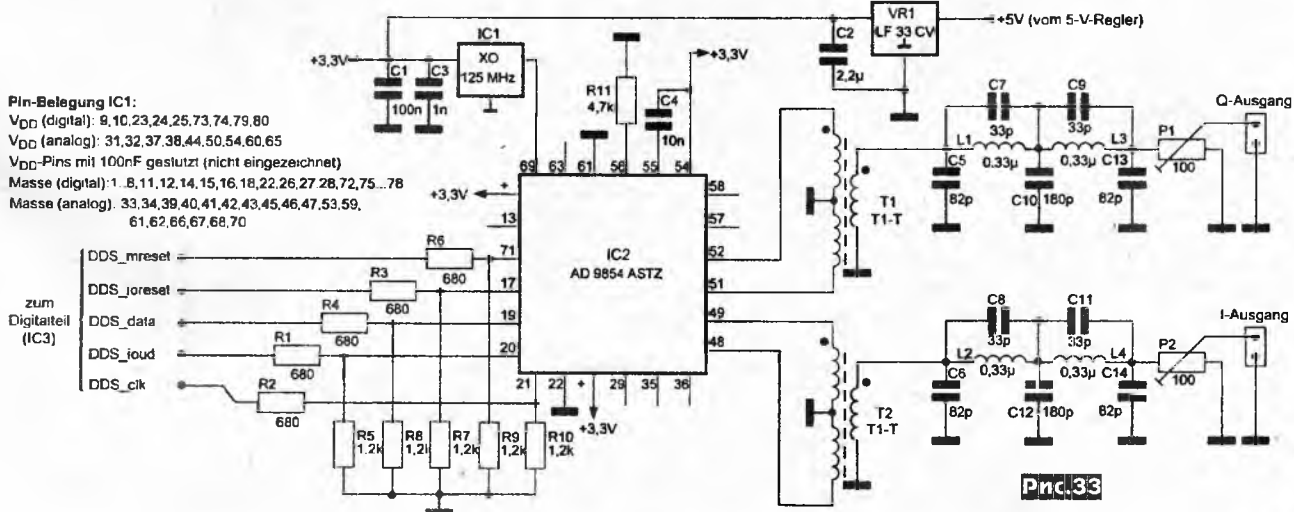 +3,3V
C1
100n
C3
1n
IC1
XO
125 MHz
R11
4,7k
C4
10n
+3,3V
C2
2,2µ
VR1
LF 33 CV
+5V (vom 5-V-Regler)
Pin-Belegung IC1:
VDD (digital): 9,10,23,24,25,73,74,79,80
VDD (analog): 31,32,37,38,44,50,54,60,65
VDD-Pins mit 100nF gestutzt (nicht eingezeichnet)
Masse (digital):1..8,11,12,14,15,16,18,22,26,27,28,72,75...78
Masse (analog). 33,34,39,40,41,42,43,45,46,47,53,59,
61,62,66,67,68,70
69
63
61
56
55
54
+3,3V
+
13
71
17
19
20
58
57
52
51
49
48
IC2
AD 9854 ASTZ
21
22
+
29
35
36
+3,3V
zum
Digitalteil
(IC3)
DDS_mreset
DDS_ioreset
DDS_data
DDS_ioud
DDS_clk
R6
680
R3
680
R4
680
R1
680
R2
680
R5
1,2k
R8
1,2k
R7
1,2k
R9
1,2k
R10
1,2k
T1
T1-T
C7
33p
C9
33p
L1
0,33µ
L3
0,33µ
C5
82p
C10
180p
C13
82p
P1
100
Q-Ausgang
T2
T1-T
C8
33p
C11
33p
L2
0,33µ
L4
0,33µ
C6
82p
C12
180p
C14
82p
P2
100
I-Ausgang
Рис.33